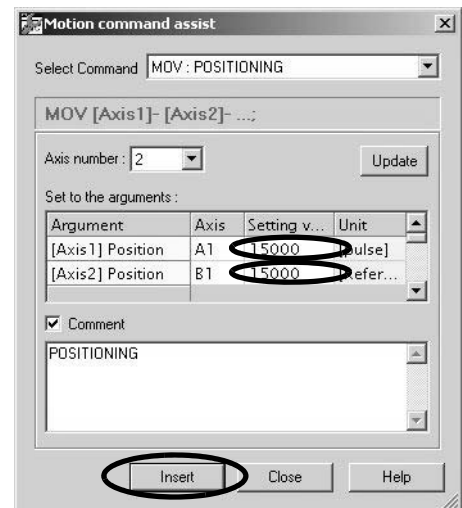 Motion command assist
Select Command MOV : POSITIONING
MOV [Axis1]- [Axis2]- ...;
Axis number : 2 Update
Set to the arguments :
Argument Axis Setting v... Unit
[Axis1] Position A1 15000 [pulse]
[Axis2] Position B1 15000 [Refer...
Comment
POSITIONING
Insert Close Help